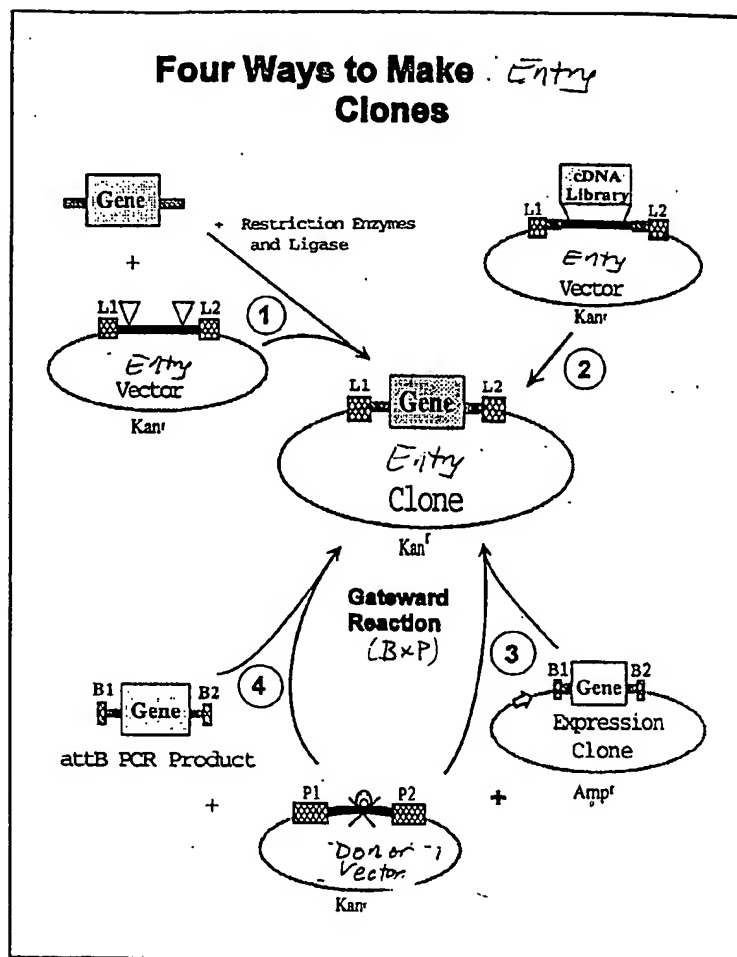 Four Ways to Make : Entry
Clones
Gene
+ Restriction Enzymes
and Ligase
+
L1 L2
Entry
Vector
Kanʳ
1
cDNA
Library
L1 L2
Enty
Vector
Kanʳ
2
L1 Gene L2
Entry
Clone
Kanʳ
Gateward
Reaction
(B×P)
4
3
B1 Gene B2
attB PCR Product
+
B1 Gene B2
Expression
Clone
Ampʳ
+
P1 P2
Donor
Vector
Kanʳ